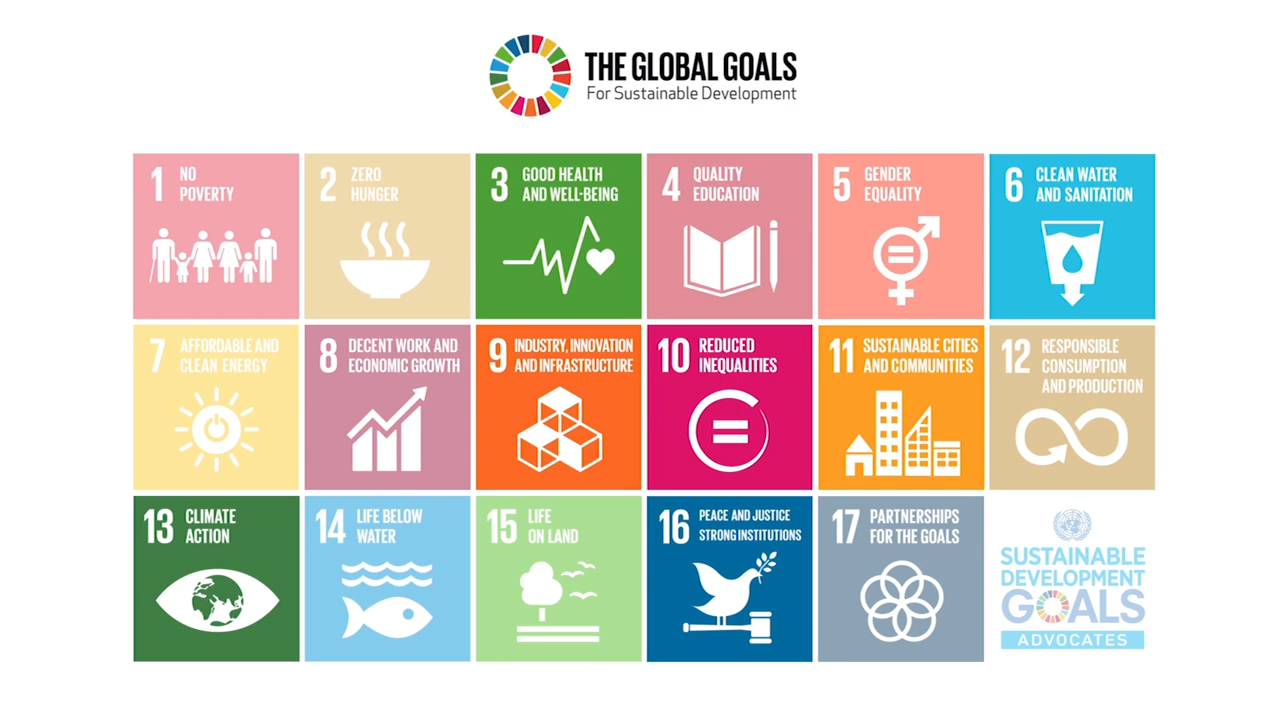 THE GLOBAL GOALS
For Sustainable Development
1 NO
POVERTY
2 ZERO
HUNGER
3 GOOD HEALTH
AND WELL-BEING
4 QUALITY
EDUCATION
5 GENDER
EQUALITY
6 CLEAN WATER
AND SANITATION
7 AFFORDABLE AND
CLEAN ENERGY
8 DECENT WORK AND
ECONOMIC GROWTH
9 INDUSTRY, INNOVATION
AND INFRASTRUCTURE
10 REDUCED
INEQUALITIES
11 SUSTAINABLE CITIES
AND COMMUNITIES
12 RESPONSIBLE
CONSUMPTION
AND PRODUCTION
13 CLIMATE
ACTION
14 LIFE BELOW
WATER
15 LIFE
ON LAND
16 PEACE AND JUSTICE
STRONG INSTITUTIONS
17 PARTNERSHIPS
FOR THE GOALS
SUSTAINABLE
DEVELOPMENT
GOALS
ADVOCATES